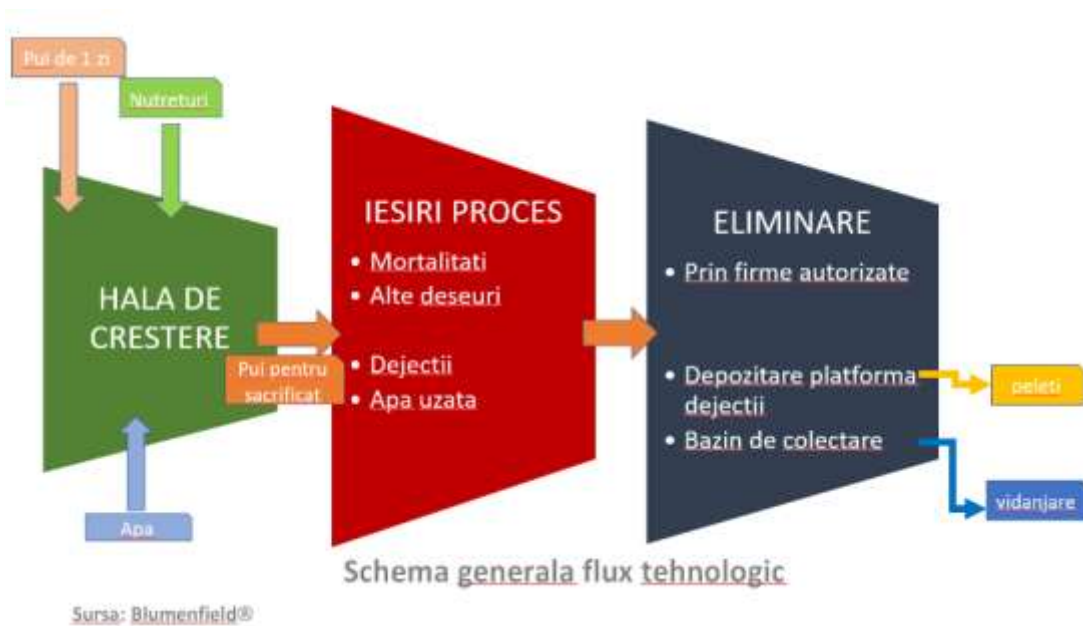 Pui de 1 zi
Nutreturi
HALA DE
CRESTERE
Apa
Pui pentru
sacrificat
IESIRI PROCES
• Mortalitati
• Alte deseuri
• Dejectii
• Apa uzata
ELIMINARE
• Prin firme autorizate
• Depozitare platforma
dejectii
• Bazin de colectare
peleti
vidanjare
Schema generala flux tehnologic
Sursa: Blumenfield®